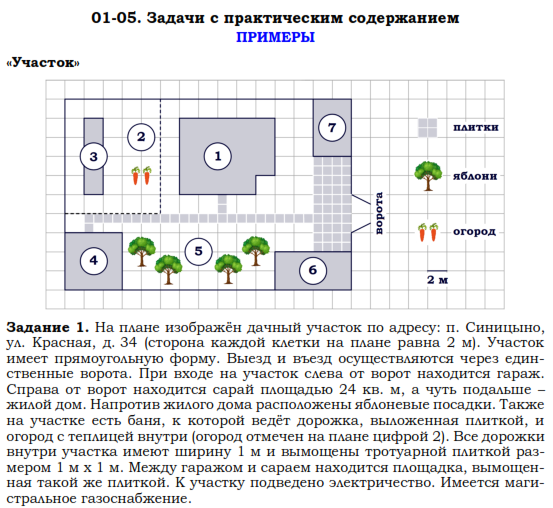 01-05. Задачи с практическим содержанием
ПРИМЕРЫ
«Участок»
7
2
3
1
плитки
яблони
ворота
огород
5
4
6
2 м
Задание 1. На плане изображён дачный участок по адресу: п. Синицыно,
ул. Красная, д. 34 (сторона каждой клетки на плане равна 2 м). Участок
имеет прямоугольную форму. Выезд и въезд осуществляются через един-
ственные ворота. При входе на участок слева от ворот находится гараж.
Справа от ворот находится сарай площадью 24 кв. м, а чуть подальше –
жилой дом. Напротив жилого дома расположены яблоневые посадки. Также
на участке есть баня, к которой ведёт дорожка, выложенная плиткой, и
огород с теплицей внутри (огород отмечен на плане цифрой 2). Все дорожки
внутри участка имеют ширину 1 м и вымощены тротуарной плиткой раз-
мером 1 м х 1 м. Между гаражом и сараем находится площадка, вымощен-
ная такой же плиткой. К участку подведено электричество. Имеется маги-
стральное газоснабжение.